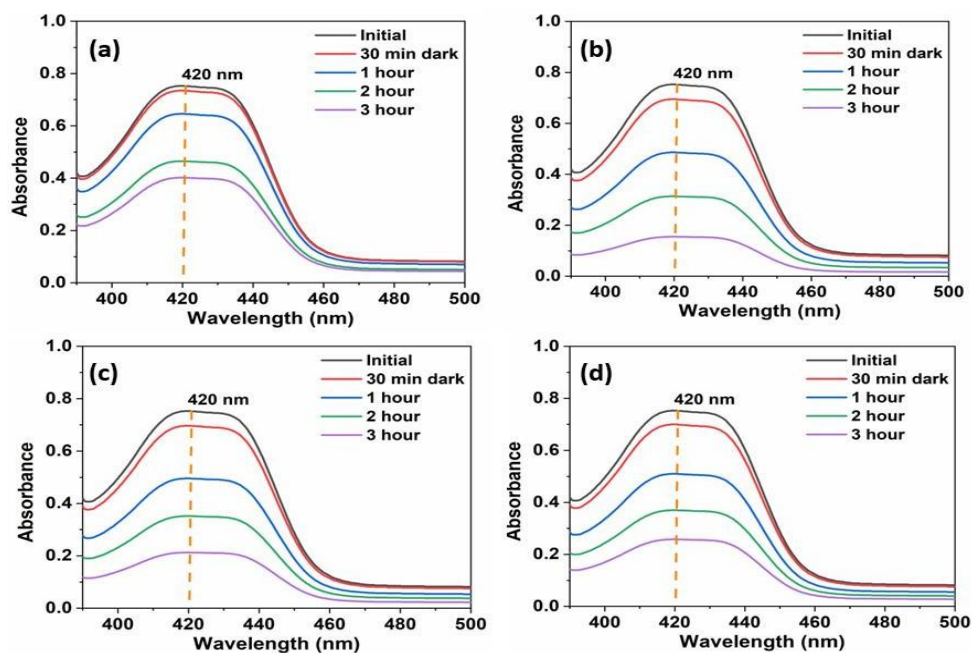 (a)
420 nm
Initial
30 min dark
1 hour
2 hour
3 hour
Absorbance
1.0
0.8
0.6
0.4
0.2
0.0
400 420 440 460 480 500
Wavelength (nm)
(b)
420 nm
Initial
30 min dark
1 hour
2 hour
3 hour
Absorbance
1.0
0.8
0.6
0.4
0.2
0.0
400 420 440 460 480 500
Wavelength (nm)
(c)
420 nm
Initial
30 min dark
1 hour
2 hour
3 hour
Absorbance
1.0
0.8
0.6
0.4
0.2
0.0
400 420 440 460 480 500
Wavelength (nm)
(d)
420 nm
Initial
30 min dark
1 hour
2 hour
3 hour
Absorbance
1.0
0.8
0.6
0.4
0.2
0.0
400 420 440 460 480 500
Wavelength (nm)